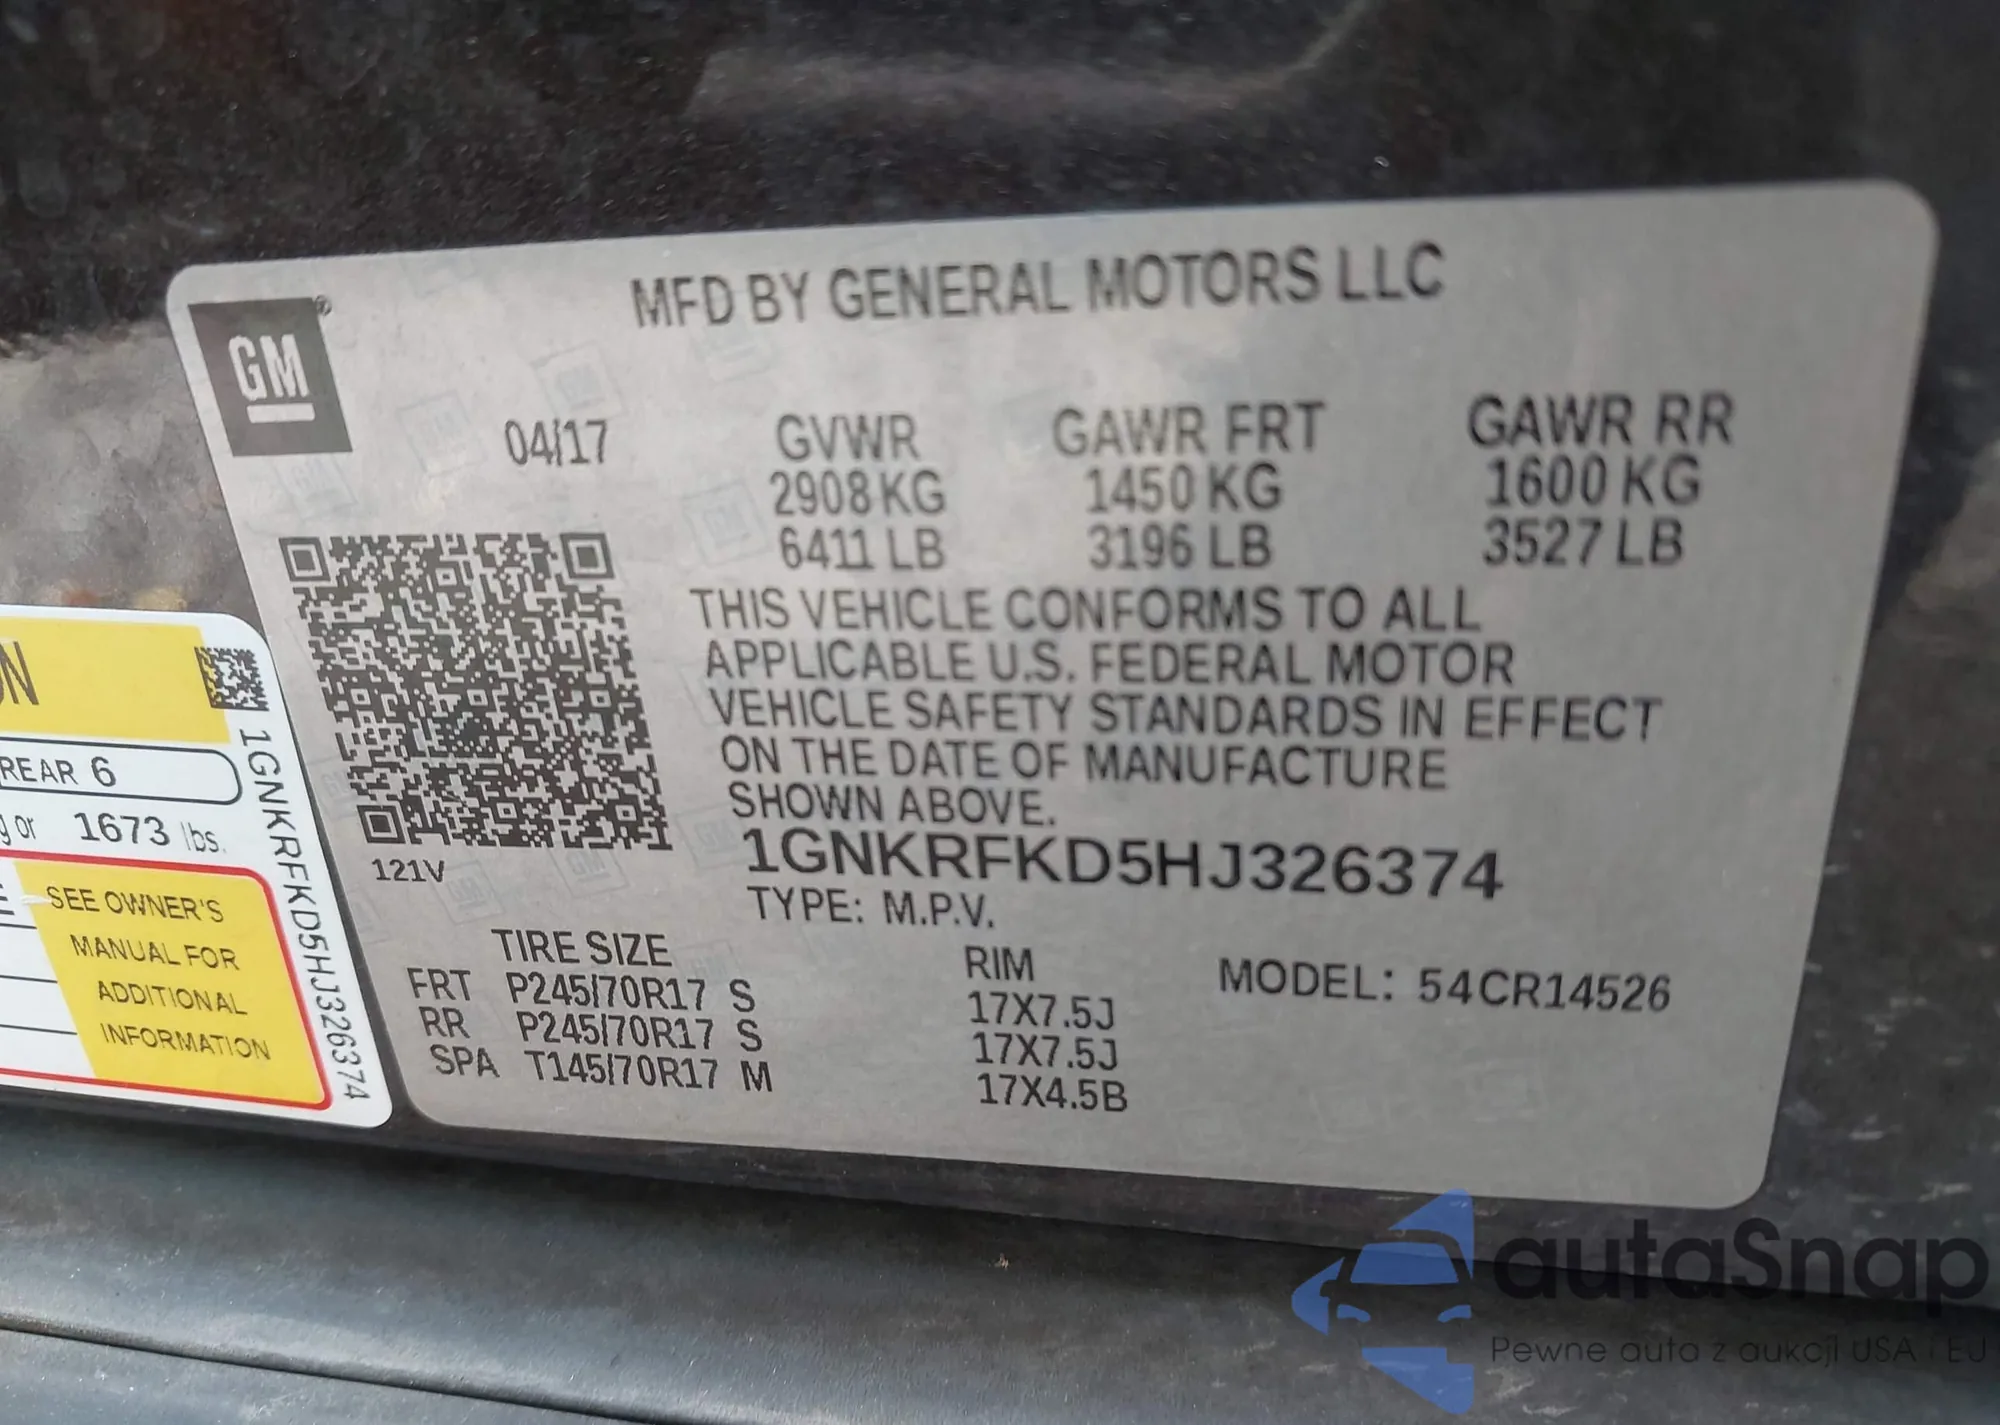 MFD BY GENERAL MOTORS LLC
GM®
04/17
GVWR GAWR FRT GAWR RR
2908 KG 1450 KG 1600 KG
6411 LB 3196 LB 3527 LB
THIS VEHICLE CONFORMS TO ALL
APPLICABLE U.S. FEDERAL MOTOR
VEHICLE SAFETY STANDARDS IN EFFECT
ON THE DATE OF MANUFACTURE
SHOWN ABOVE.
1GNKRFKD5HJ326374
TYPE: M.P.V.
121V
TIRE SIZE RIM MODEL: 54CR14526
FRT P245/70R17 S 17X7.5J
RR P245/70R17 S 17X7.5J
SPA T145/70R17 M 17X4.5B
REAR 6
or 1673 lbs.
SEE OWNER'S
MANUAL FOR
ADDITIONAL
INFORMATION
1GNKRFKD5HJ326374
autaSnap
Pewne auta z aukcji USA i EU